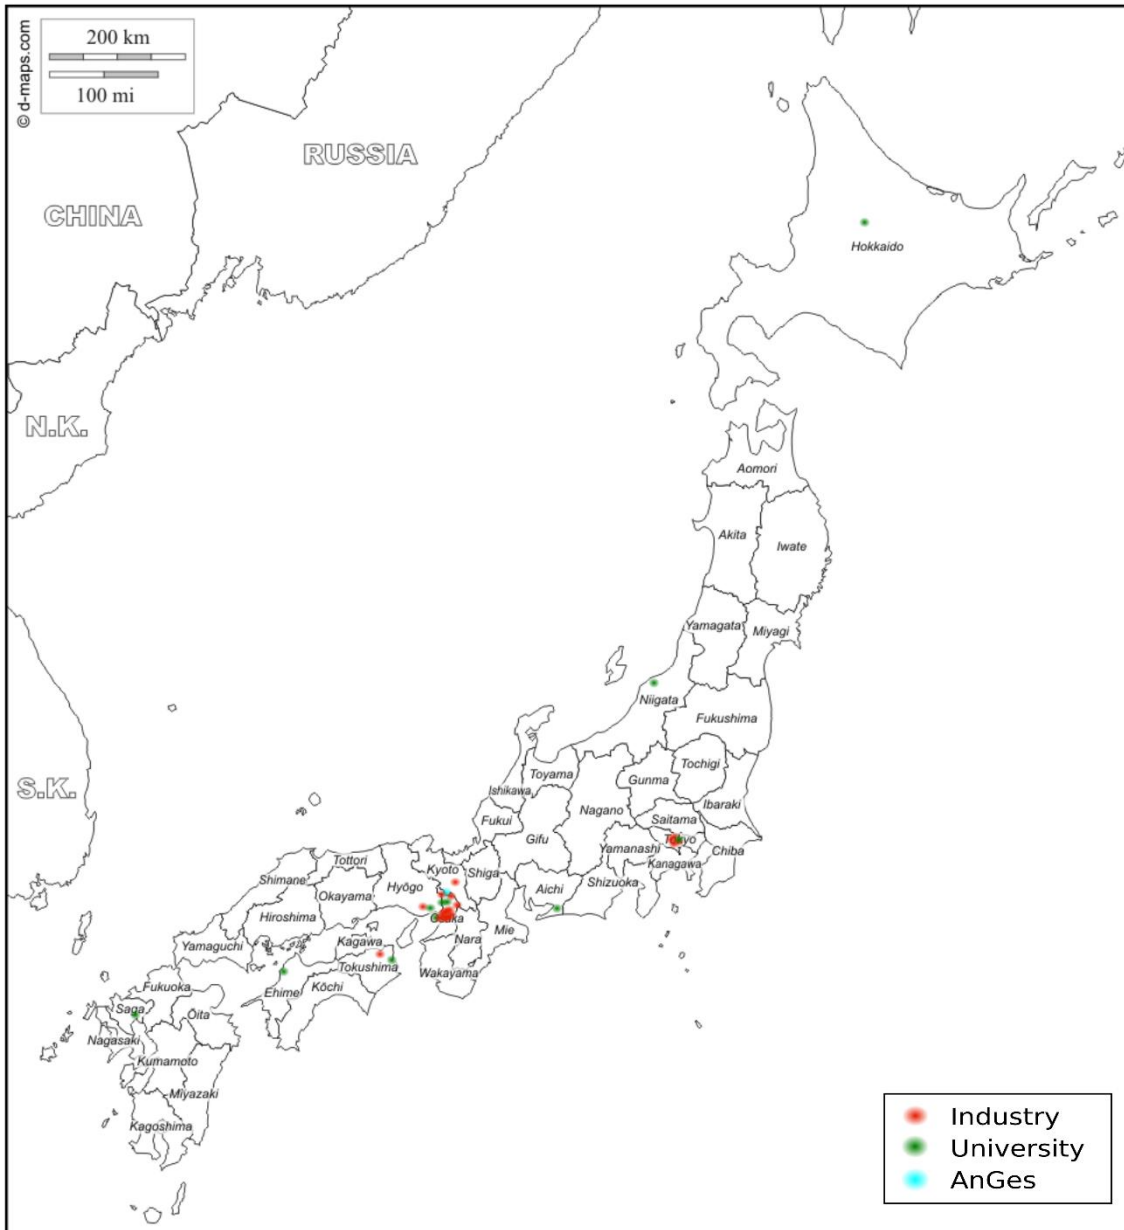 © d-maps.com
200 km
100 mi
RUSSIA
CHINA
N.K.
S.K.
Hokkaido
Aomori
Akita
Iwate
Yamagata
Miyagi
Niigata
Fukushima
Tochigi
Gunma
Toyama
Ishikawa
Ibaraki
Nagano
Saitama
Fukui
Gifu
Tokyo
Yamanashi
Chiba
Kanagawa
Tottori
Kyoto
Shiga
Shimane
Hyōgo
Aichi
Shizuoka
Okayama
Hiroshima
Osaka
Mie
Nara
Kagawa
Yamaguchi
Tokushima
Wakayama
Fukuoka
Ehime
Kōchi
Saga
Ōita
Nagasaki
Kumamoto
Miyazaki
Kagoshima
Industry
University
AnGes